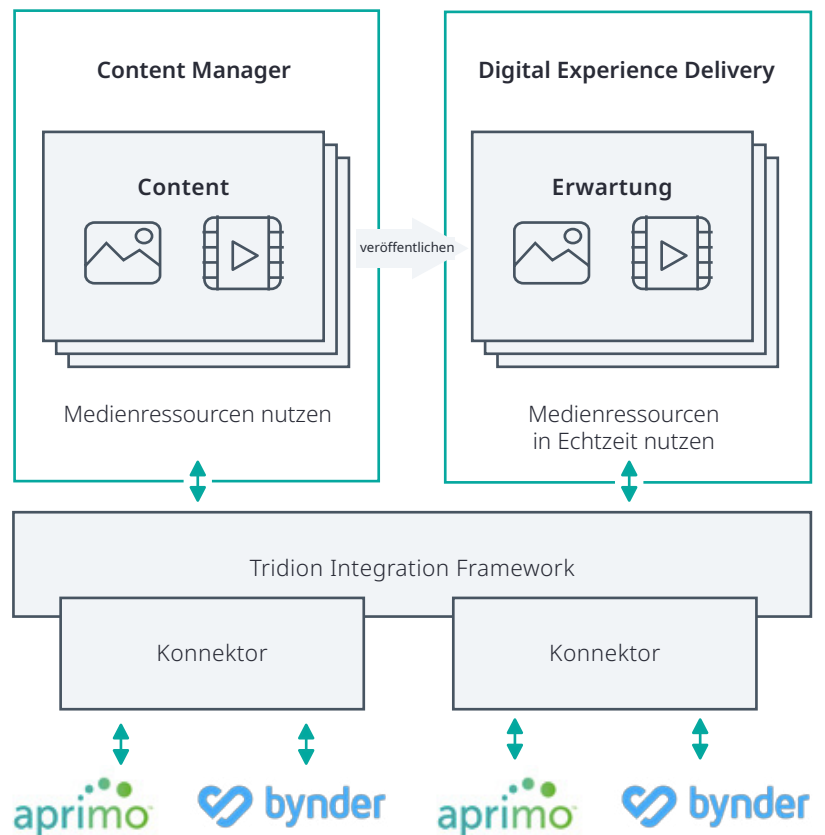 Content Manager
Content
Medienressourcen nutzen
veröffentlichen
Digital Experience Delivery
Erwartung
Medienressourcen
in Echtzeit nutzen
Tridion Integration Framework
Konnektor
Konnektor
aprimo
bynder
aprimo
bynder